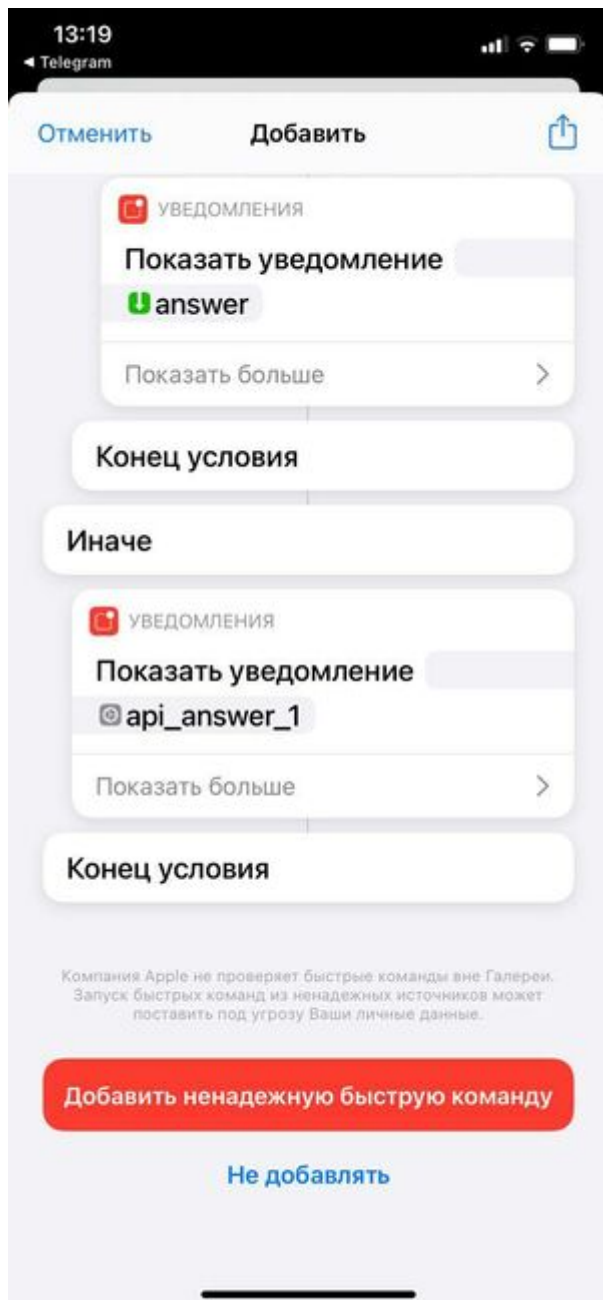 13:19
◀ Telegram
Отменить
Добавить
УВЕДОМЛЕНИЯ
Показать уведомление
answer
Показать больше
Конец условия
Иначе
УВЕДОМЛЕНИЯ
Показать уведомление
api_answer_1
Показать больше
Конец условия
Компания Apple не проверяет быстрые команды вне Галереи.
Запуск быстрых команд из ненадежных источников может
поставить под угрозу Ваши личные данные.
Добавить ненадежную быструю команду
Не добавлять